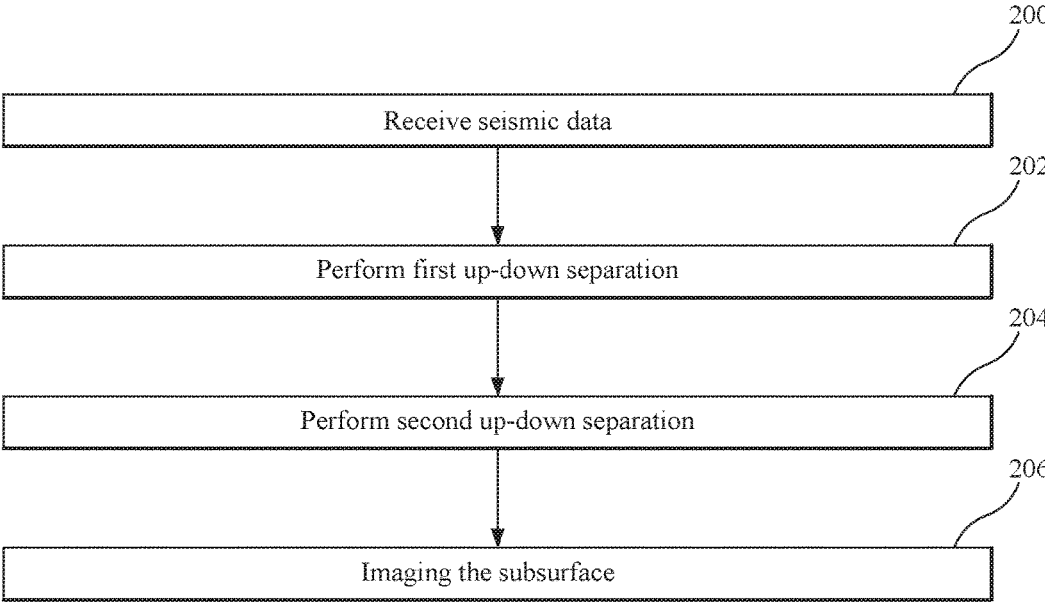 200
Receive seismic data
202
Perform first up-down separation
204
Perform second up-down separation
206
Imaging the subsurface